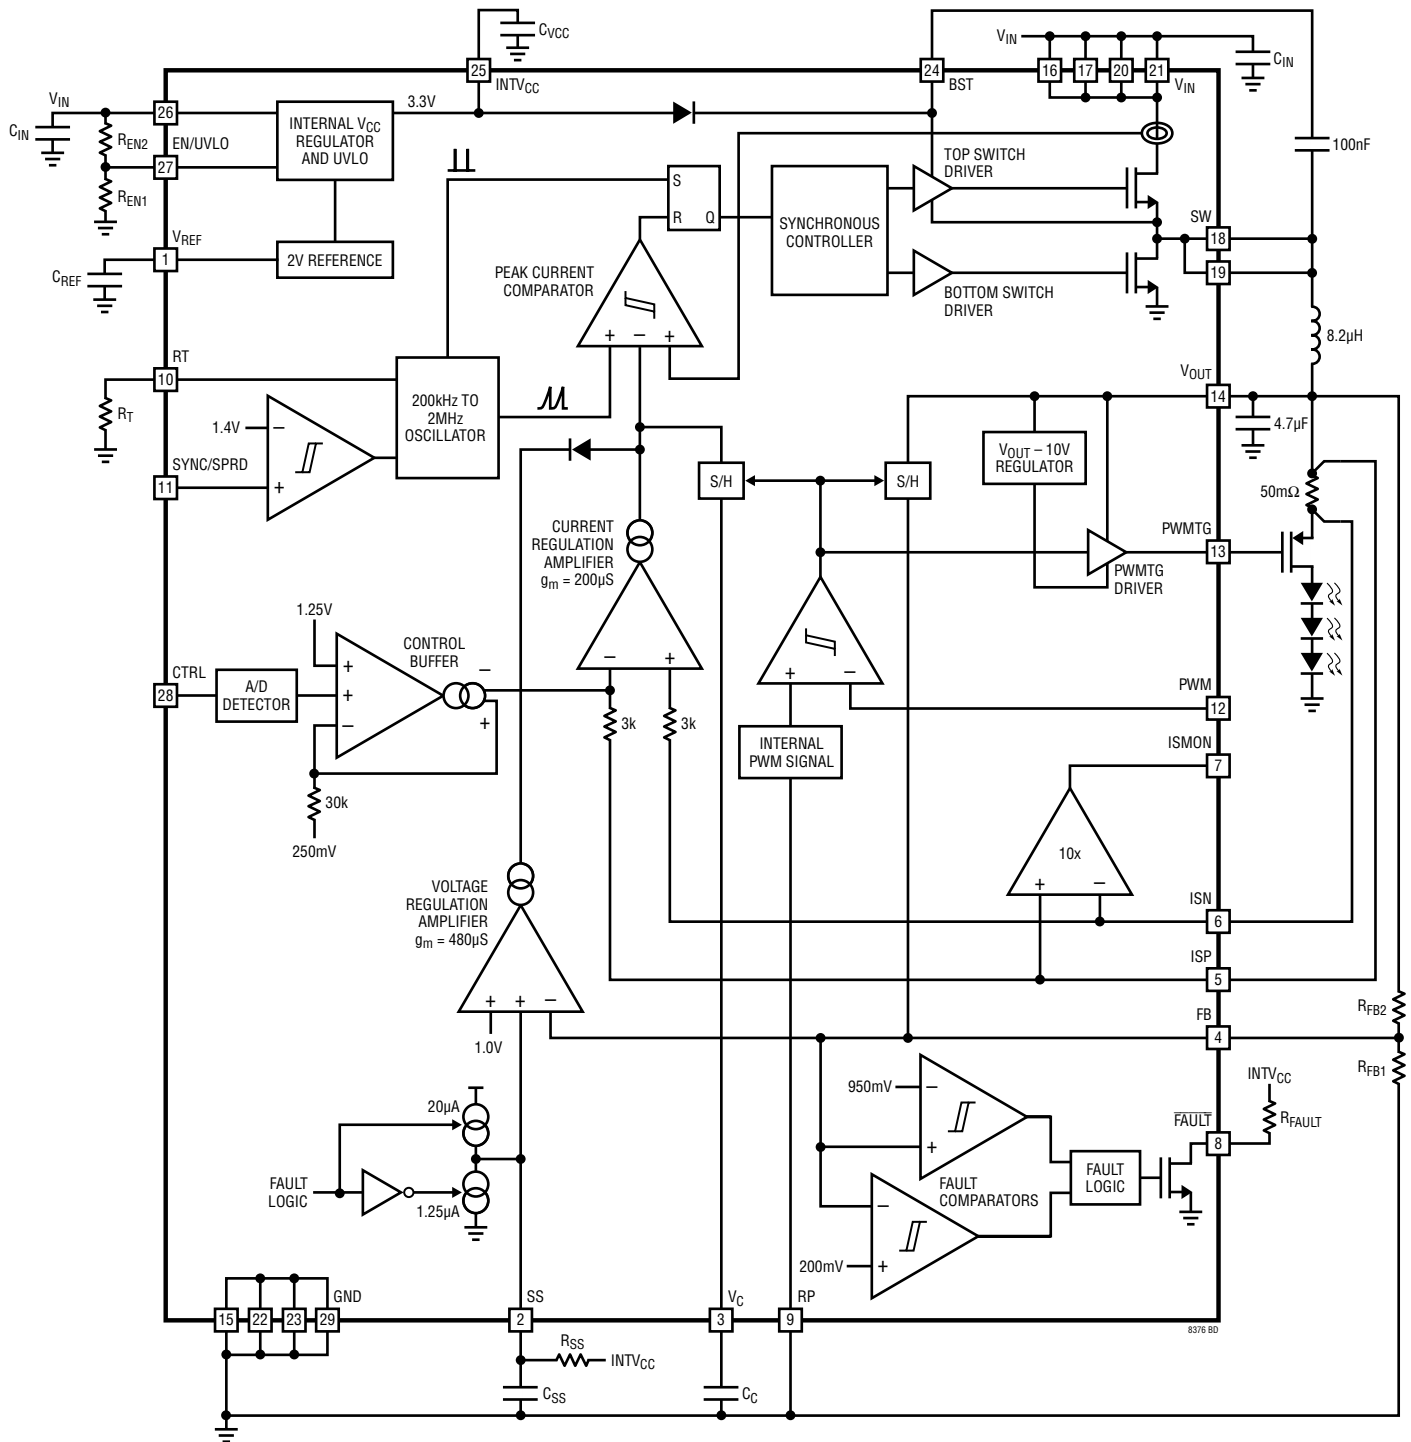 CVCC
VIN
CIN
25
INTVCC
24
BST
16
17
20
21
VIN
VIN
CIN
26
EN/UVLO
REN2
27
REN1
INTERNAL VCC
REGULATOR
AND UVLO
3.3V
100nF
TOP SWITCH
DRIVER
S
R
Q
SYNCHRONOUS
CONTROLLER
SW
18
19
VREF
1
CREF
2V REFERENCE
PEAK CURRENT
COMPARATOR
+
–
+
BOTTOM SWITCH
DRIVER
8.2µH
RT
10
RT
200kHz TO
2MHz
OSCILLATOR
1.4V
–
+
SYNC/SPRD
11
VOUT
14
4.7µF
S/H
S/H
VOUT – 10V
REGULATOR
50mΩ
CURRENT
REGULATION
AMPLIFIER
gm = 200µS
–
+
PWMTG
13
PWMTG
DRIVER
1.25V
CONTROL
BUFFER
CTRL
28
A/D
DETECTOR
+
+
–
–
+
30k
250mV
3k
3k
+
–
INTERNAL
PWM SIGNAL
PWM
12
ISMON
7
10x
+
–
VOLTAGE
REGULATION
AMPLIFIER
gm = 480µS
+
+
–
1.0V
ISN
6
ISP
5
FB
4
RFB2
RFB1
950mV
–
+
FAULT
COMPARATORS
200mV
–
+
FAULT
LOGIC
INTVCC
RFAULT
FAULT
8
20µA
FAULT
LOGIC
1.25µA
15
22
23
29
GND
SS
2
VC
3
RP
9
8376 BD
RSS
INTVCC
CSS
CC